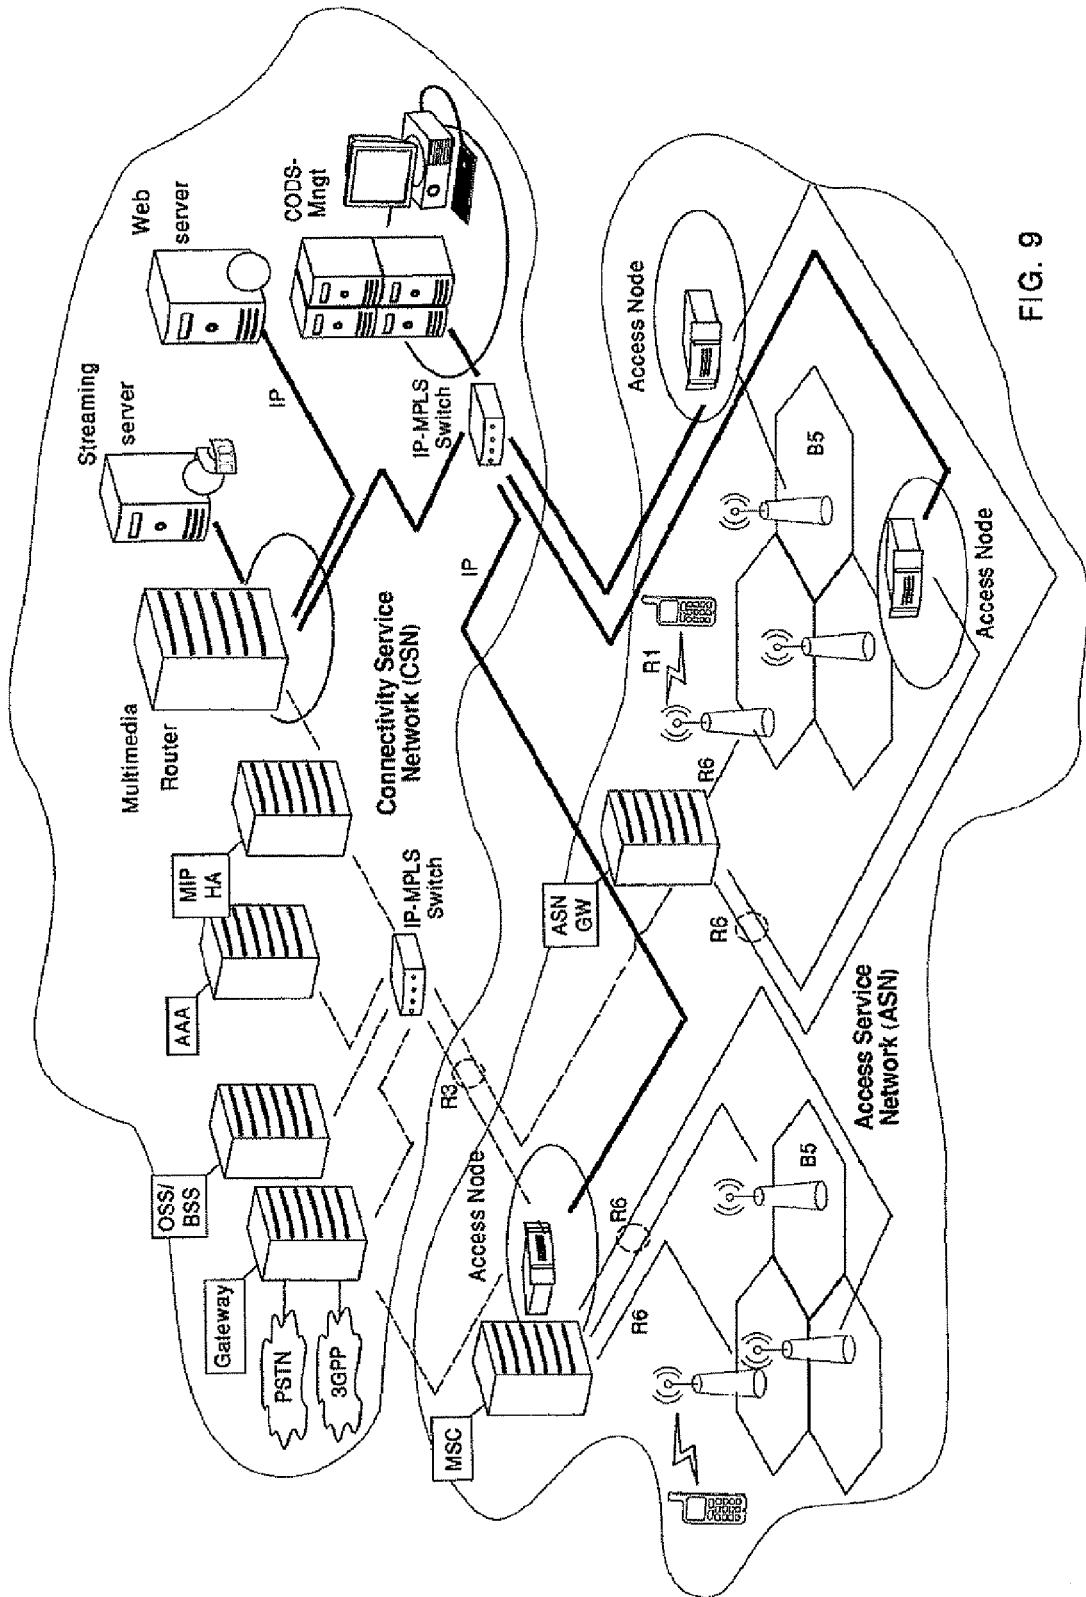 PSTN
3GPP
Gateway
OSS/
BSS
AAA
MIP
HA
Multimedia
Router
Streaming
server
Web
server
IP
CODS-
Mngt
IP-MPLS
Switch
IP-MPLS
Switch
Connectivity Service
Network (CSN)
R3
IP
MSC
Access Node
R6
R6
B5
ASN
GW
R6
R6
R1
B5
Access Node
Access Node
Access Service
Network (ASN)
FIG. 9